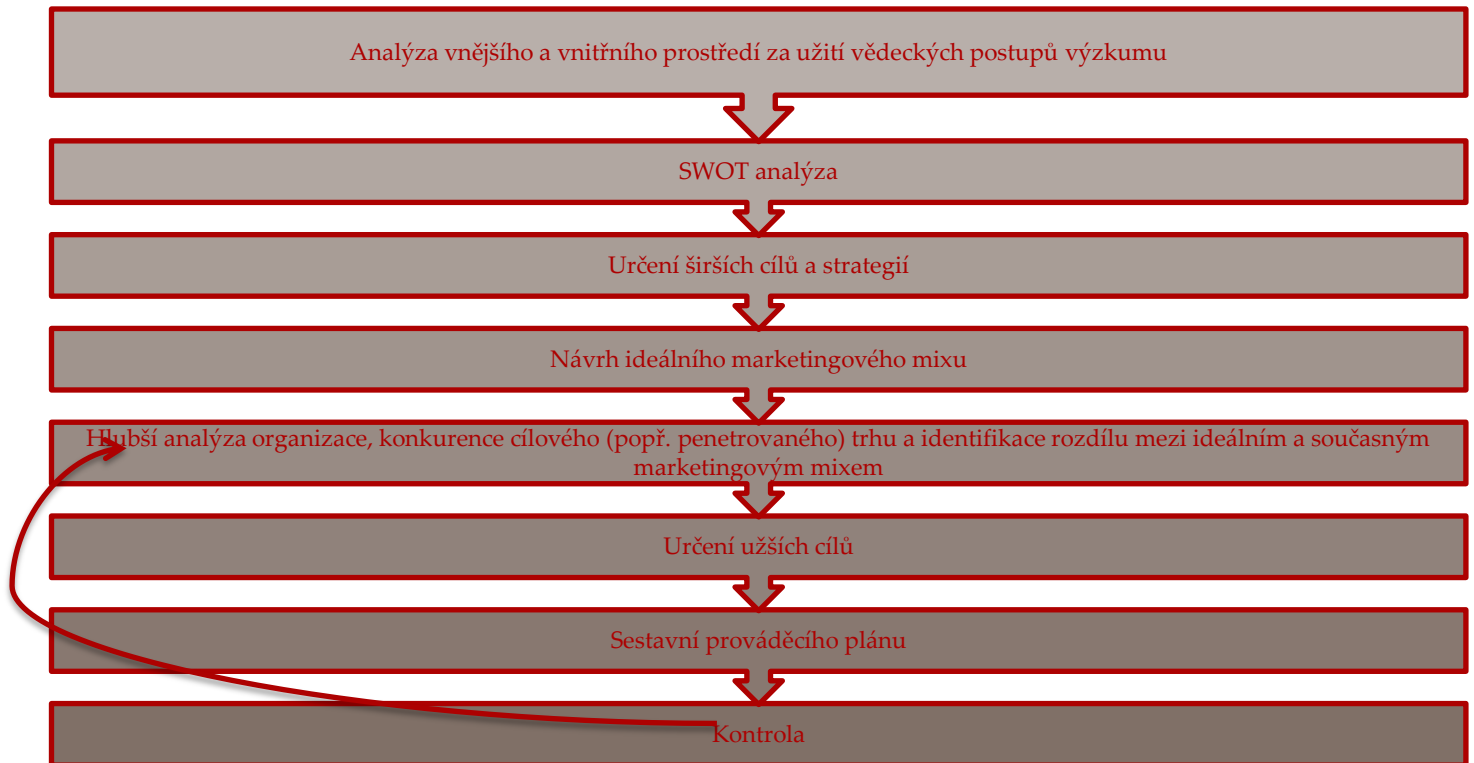 Analýza vnějšího a vnitřního prostředí za užití vědeckých postupů výzkumu
SWOT analýza
Určení širších cílů a strategií
Návrh ideálního marketingového mixu
Hlubší analýza organizace, konkurence cílového (popř. penetrovaného) trhu a identifikace rozdílu mezi ideálním a současným
marketingovým mixem
Určení užších cílů
Sestavní prováděcího plánu
Kontrola